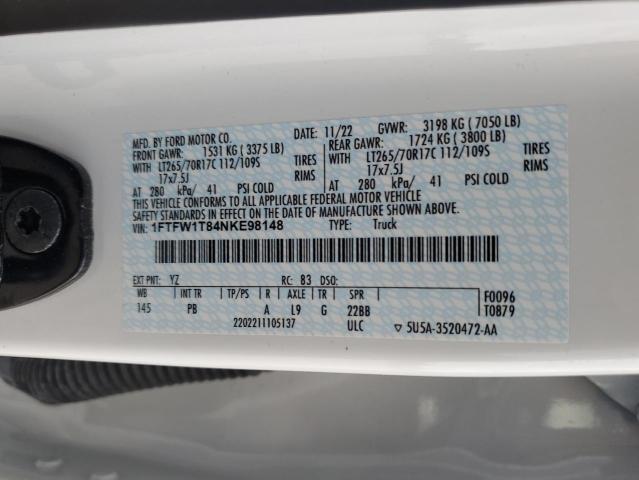 MFD. BY FORD MOTOR CO.
DATE: 11/22 GVWR: 3198 KG ( 7050 LB)
FRONT GAWR: 1531 KG ( 3375 LB) REAR GAWR: 1724 KG ( 3800 LB)
WITH LT265/70R17C 112/109S TIRES WITH LT265/70R17C 112/109S TIRES
17x7.5J RIMS 17x7.5J RIMS
AT 280 kPa/ 41 PSI COLD AT 280 kPa/ 41 PSI COLD
THIS VEHICLE CONFORMS TO ALL APPLICABLE FEDERAL MOTOR VEHICLE
SAFETY STANDARDS IN EFFECT ON THE DATE OF MANUFACTURE SHOWN ABOVE.
VIN: 1FTFW1T84NKE98148 TYPE: Truck
EXT PNT: YZ RC: 83 DSO: F0096
WB INT TR TP/PS R AXLE TR SPR T0879
145 PB A L9 G 22BB
2202211105137 ULC ▽ 5U5A-3520472-AA